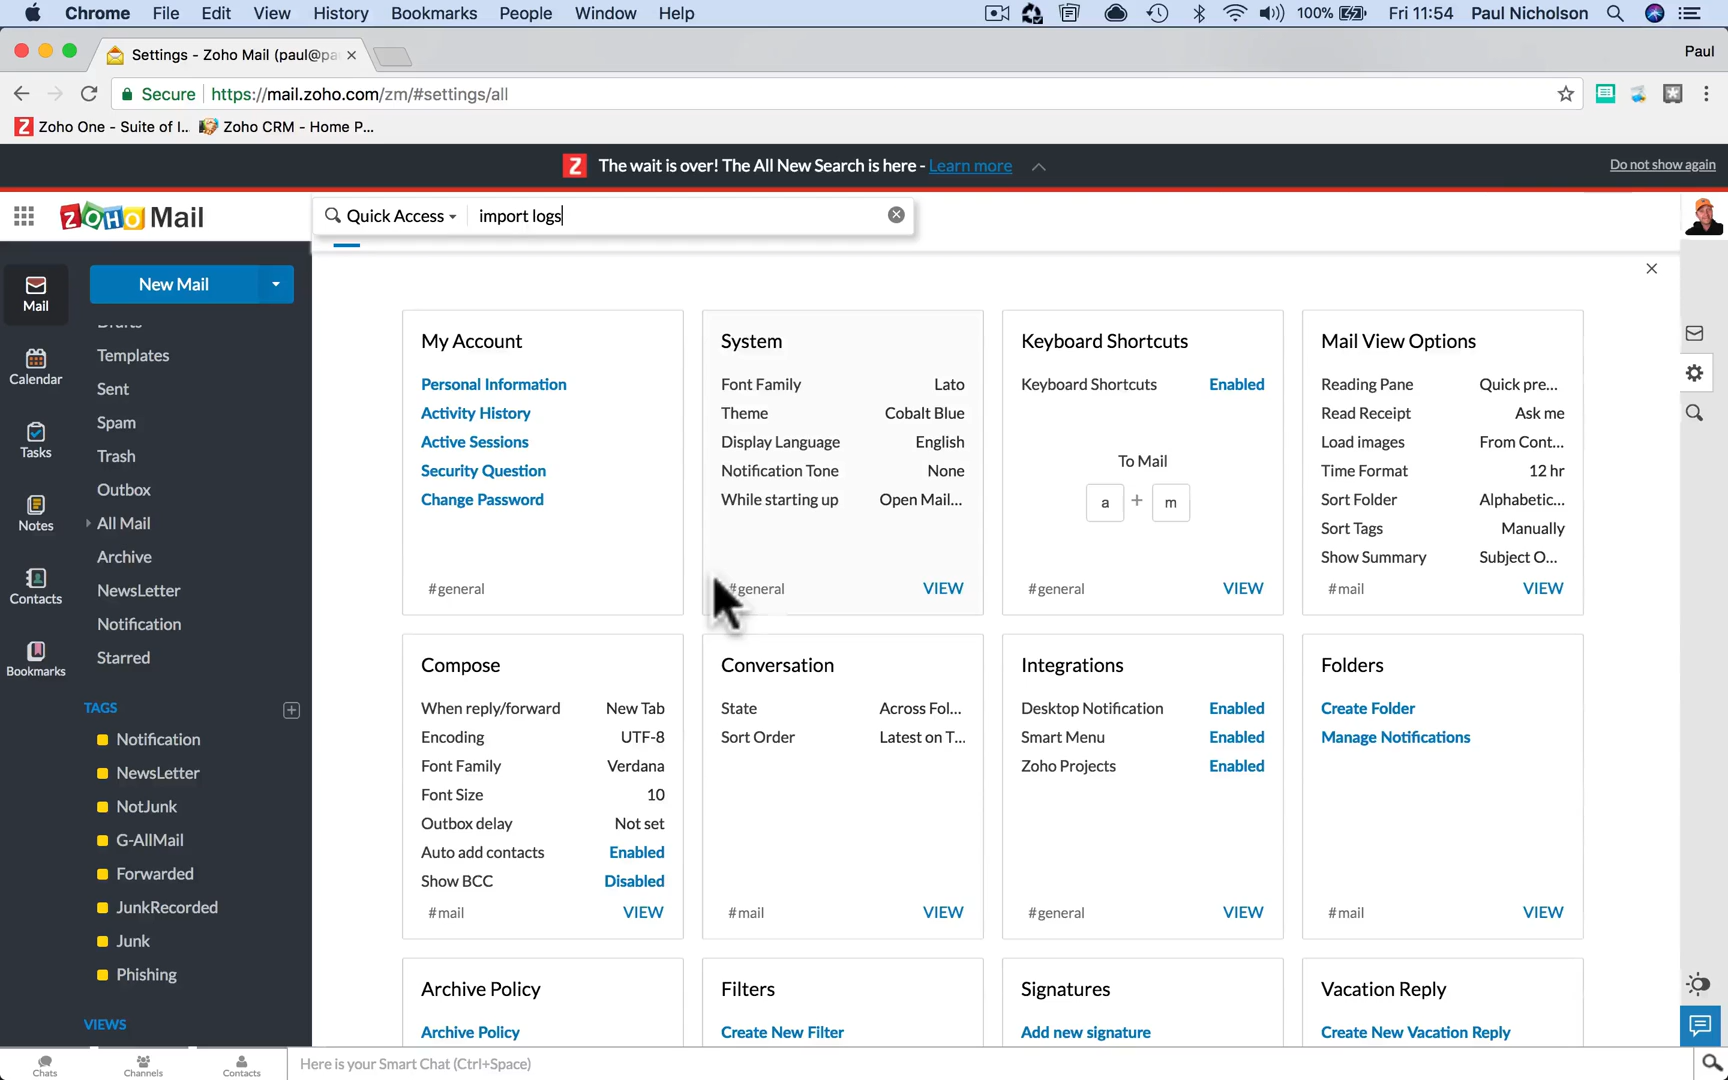 Chrome File Edit View History Bookmarks People Window Help 100% Fri 11:54 Paul Nicholson
Settings - Zoho Mail (paul@pa
Paul
Secure https://mail.zoho.com/zm/#settings/all
Zoho One - Suite of I... Zoho CRM - Home P...
Z The wait is over! The All New Search is here - Learn more
Do not show again
ZOHO Mail
Quick Access import logs
Mail
Calendar
Tasks
Notes
Contacts
Bookmarks
New Mail
Drafts
Templates
Sent
Spam
Trash
Outbox
All Mail
Archive
NewsLetter
Notification
Starred
TAGS
Notification
NewsLetter
NotJunk
G-AllMail
Forwarded
JunkRecorded
Junk
Phishing
VIEWS
My Account
Personal Information
Activity History
Active Sessions
Security Question
Change Password
#general
System
Font Family Lato
Theme Cobalt Blue
Display Language English
Notification Tone None
While starting up Open Mail...
#general VIEW
Keyboard Shortcuts
Keyboard Shortcuts Enabled
To Mail
a + m
#general VIEW
Mail View Options
Reading Pane Quick pre...
Read Receipt Ask me
Load images From Cont...
Time Format 12 hr
Sort Folder Alphabetic...
Sort Tags Manually
Show Summary Subject O...
#mail VIEW
Compose
When reply/forward New Tab
Encoding UTF-8
Font Family Verdana
Font Size 10
Outbox delay Not set
Auto add contacts Enabled
Show BCC Disabled
#mail VIEW
Conversation
State Across Fol...
Sort Order Latest on T...
#mail VIEW
Integrations
Desktop Notification Enabled
Smart Menu Enabled
Zoho Projects Enabled
#general VIEW
Folders
Create Folder
Manage Notifications
#mail VIEW
Archive Policy
Archive Policy
Filters
Create New Filter
Signatures
Add new signature
Vacation Reply
Create New Vacation Reply
Chats Channels Contacts
Here is your Smart Chat (Ctrl+Space)